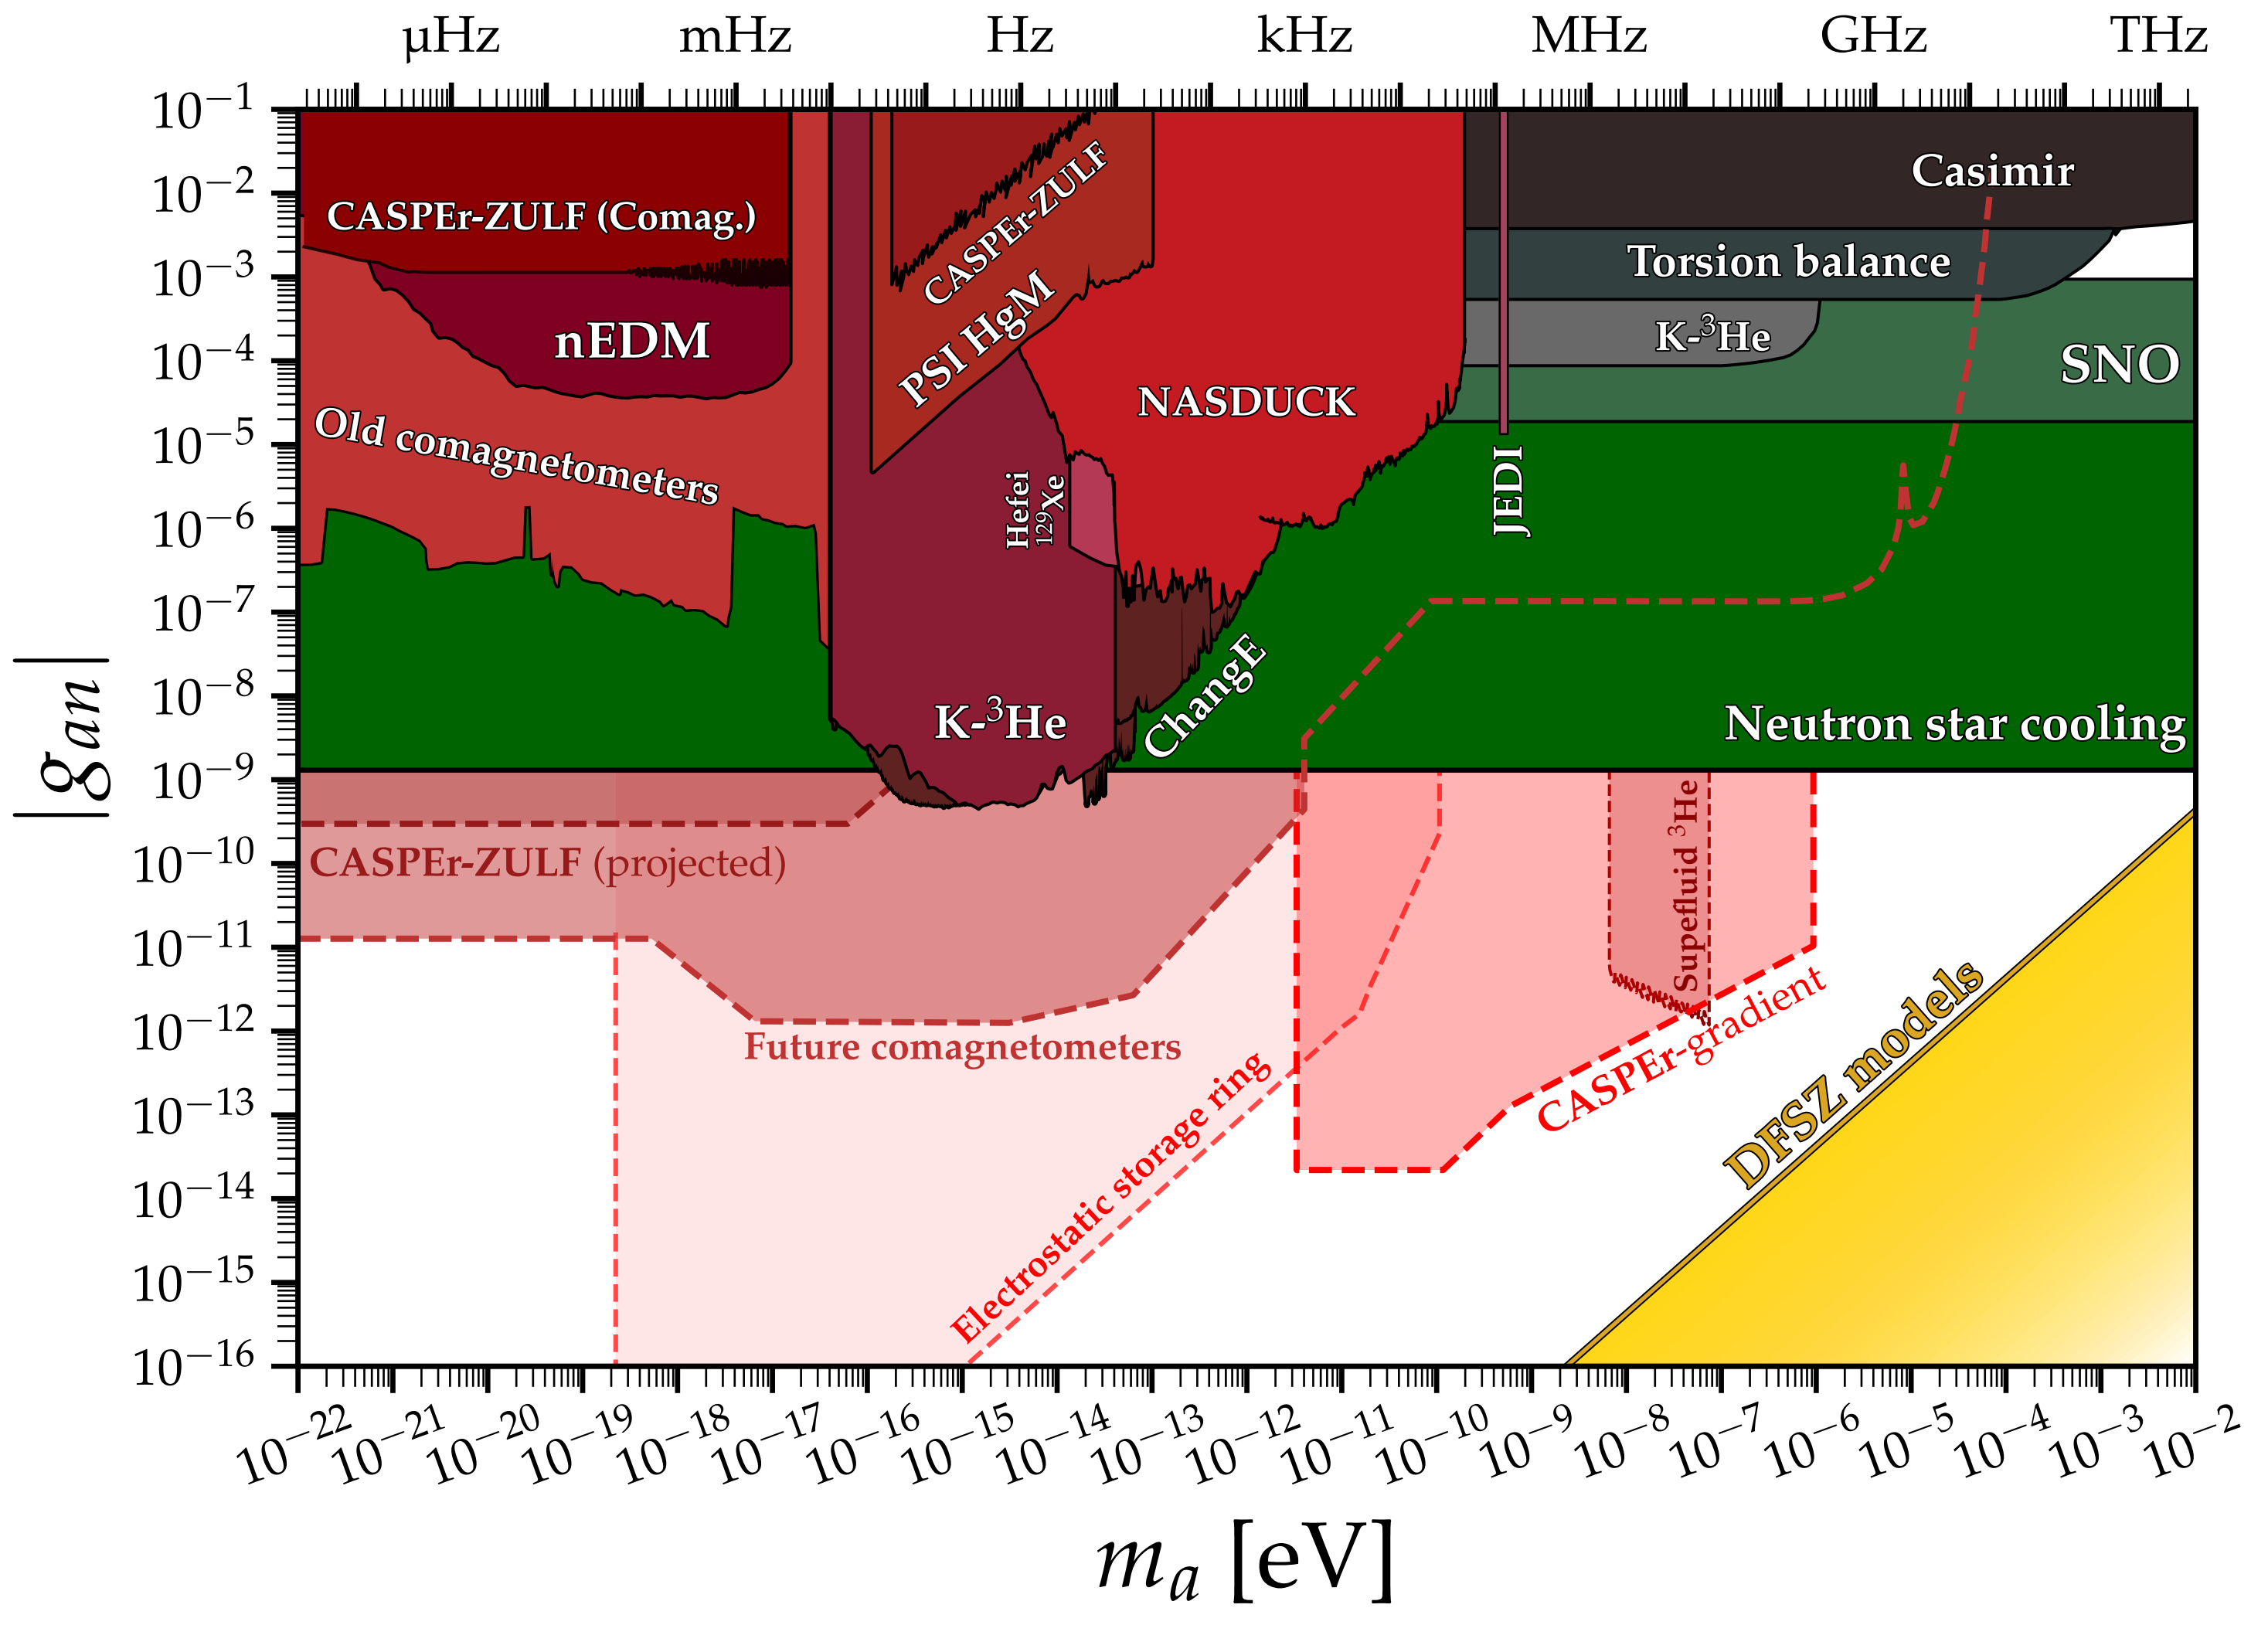 μHz mHz Hz kHz MHz GHz THz
10⁻¹
10⁻²
10⁻³
10⁻⁴
10⁻⁵
10⁻⁶
10⁻⁷
10⁻⁸
10⁻⁹
10⁻¹⁰
10⁻¹¹
10⁻¹²
10⁻¹³
10⁻¹⁴
10⁻¹⁵
10⁻¹⁶
|gₐₙ|
CASPEr-ZULF (Comag.)
nEDM
Old comagnetometers
CASPEr-ZULF
PSI HgM
NASDUCK
Hefei
¹²⁹Xe
K-³He
ChangE
JEDI
Casimir
Torsion balance
K-³He
SNO
Neutron star cooling
CASPEr-ZULF (projected)
Future comagnetometers
Electrostatic storage ring
Supefluid ³He
CASPEr-gradient
DFSZ models
10⁻²² 10⁻²¹ 10⁻²⁰ 10⁻¹⁹ 10⁻¹⁸ 10⁻¹⁷ 10⁻¹⁶ 10⁻¹⁵ 10⁻¹⁴ 10⁻¹³ 10⁻¹² 10⁻¹¹ 10⁻¹⁰ 10⁻⁹ 10⁻⁸ 10⁻⁷ 10⁻⁶ 10⁻⁵ 10⁻⁴ 10⁻³ 10⁻²
mₐ [eV]